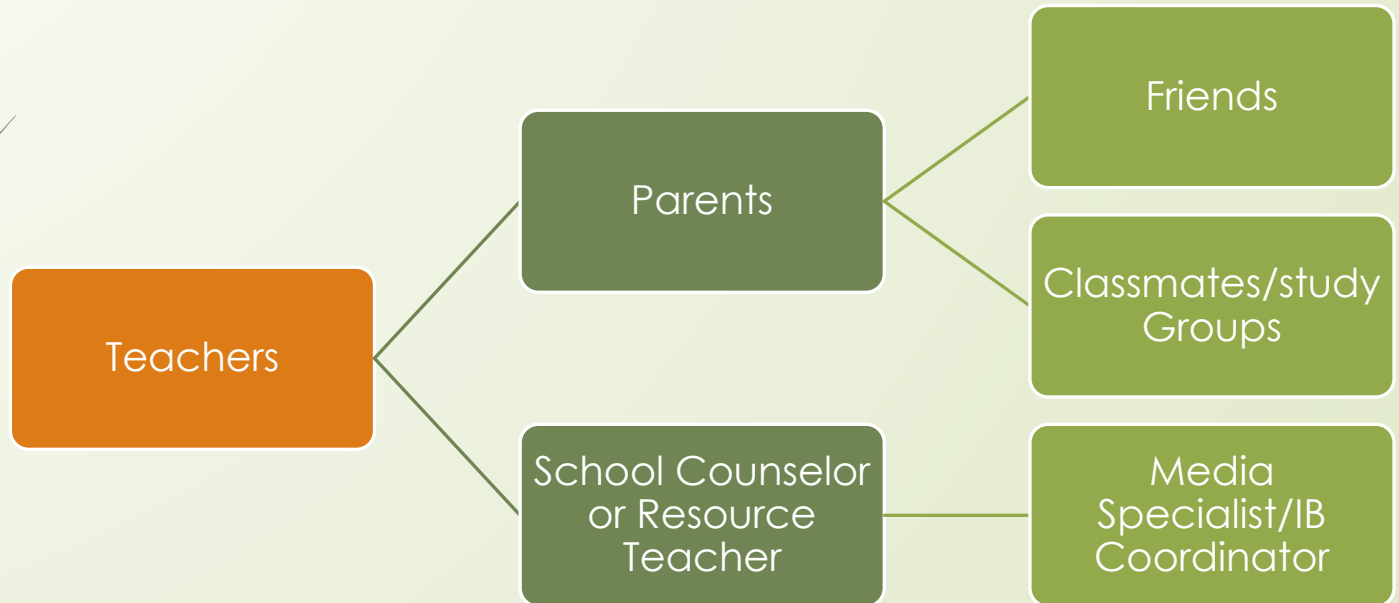 Teachers
Parents
School Counselor
or Resource
Teacher
Friends
Classmates/study
Groups
Media
Specialist/IB
Coordinator